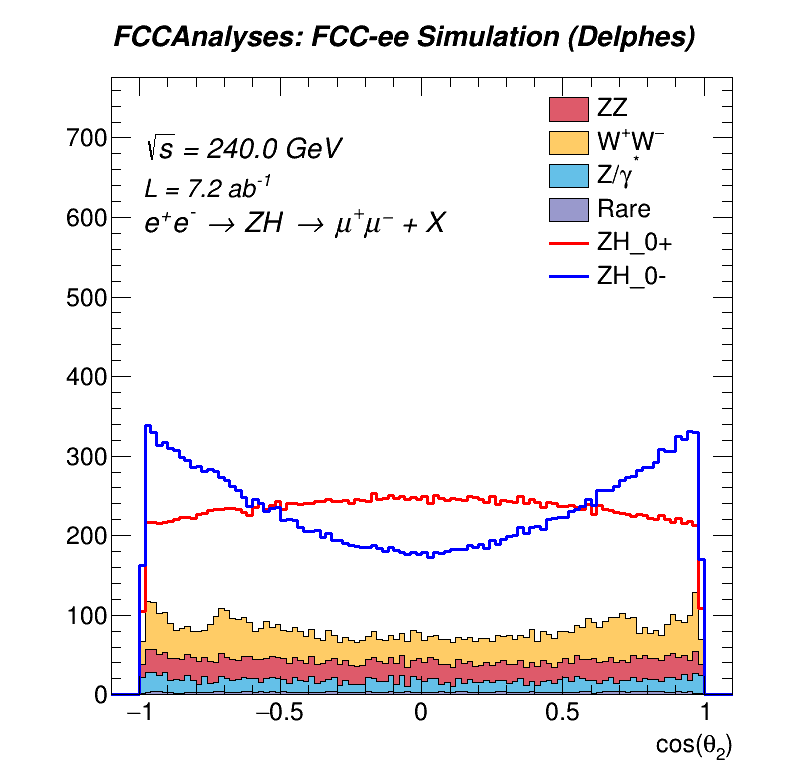 FCCAnalyses: FCC-ee Simulation (Delphes)
√s = 240.0 GeV
L = 7.2 ab⁻¹
e⁺e⁻ → ZH → μ⁺μ⁻ + X
ZZ
W⁺W⁻
Z/γ*
Rare
ZH_0+
ZH_0-
700
600
500
400
300
200
100
0
−1
−0.5
0
0.5
1
cos(θ₂)